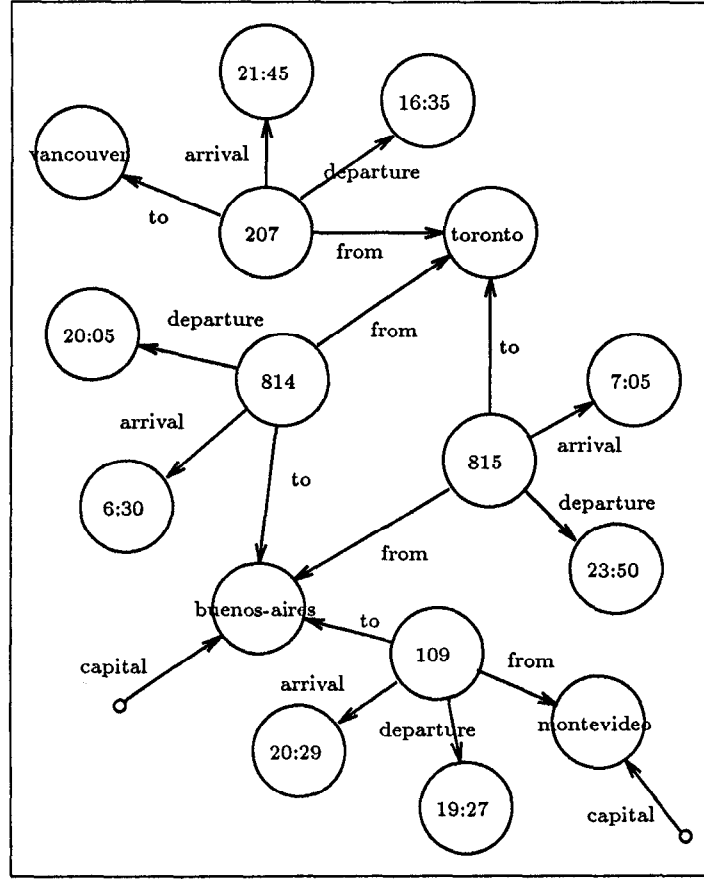 21:45
16:35
vancouver
arrival
departure
to
207
from
toronto
20:05
departure
from
814
to
7:05
arrival
arrival
815
6:30
to
departure
from
23:50
buenos-aires
to
109
from
capital
arrival
montevideo
departure
20:29
19:27
capital